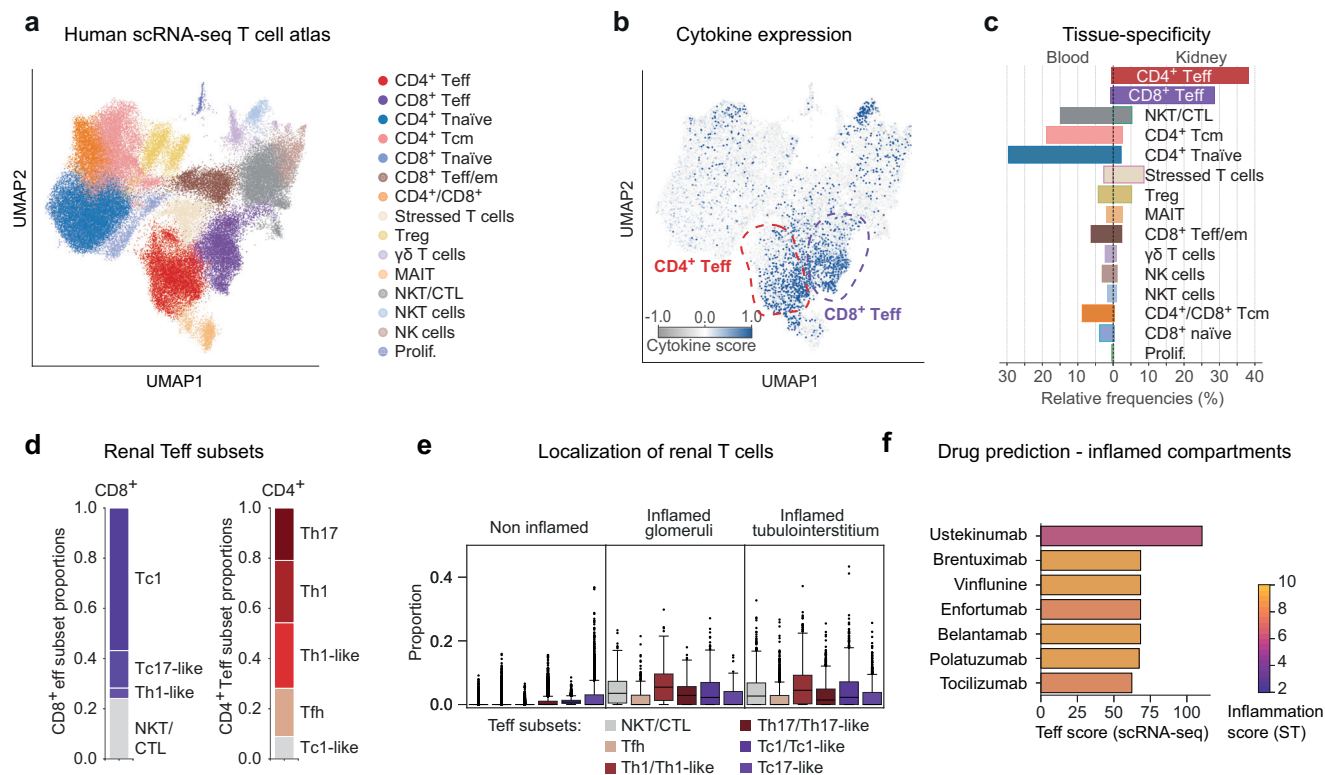 a Human scRNA-seq T cell atlas
UMAP2
UMAP1
CD4+ Teff
CD8+ Teff
CD4+ Tnaïve
CD4+ Tcm
CD8+ Tnaïve
CD8+ Teff/em
CD4+/CD8+
Stressed T cells
Treg
γδ T cells
MAIT
NKT/CTL
NKT cells
NK cells
Prolif.
b Cytokine expression
UMAP2
CD4+ Teff
CD8+ Teff
-1.0 0.0 1.0
Cytokine score
UMAP1
c Tissue-specificity
Blood Kidney
CD4+ Teff
CD8+ Teff
NKT/CTL
CD4+ Tcm
CD4+ Tnaïve
Stressed T cells
Treg
MAIT
CD8+ Teff/em
γδ T cells
NK cells
NKT cells
CD4+/CD8+ Tcm
CD8+ naïve
Prolif.
30 20 10 0 10 20 30 40
Relative frequencies (%)
d Renal Teff subsets
CD8+
CD8+ eff subset proportions
1.0
0.8
0.6
0.4
0.2
0.0
Tc1
Tc17-like
Th1-like
NKT/
CTL
CD4+
CD4+ Teff subset proportions
1.0
0.8
0.6
0.4
0.2
0.0
Th17
Th1
Th1-like
Tfh
Tc1-like
e Localization of renal T cells
Non inflamed
Inflamed
glomeruli
Inflamed
tubulointerstitium
Proportion
0.4
0.2
0.0
Teff subsets:
NKT/CTL
Tfh
Th1/Th1-like
Th17/Th17-like
Tc1/Tc1-like
Tc17-like
f Drug prediction - inflamed compartments
Ustekinumab
Brentuximab
Vinflunine
Enfortumab
Belantamab
Polatuzumab
Tocilizumab
0 25 50 75 100
Teff score (scRNA-seq)
10
8
6
4
2
Inflammation
score (ST)